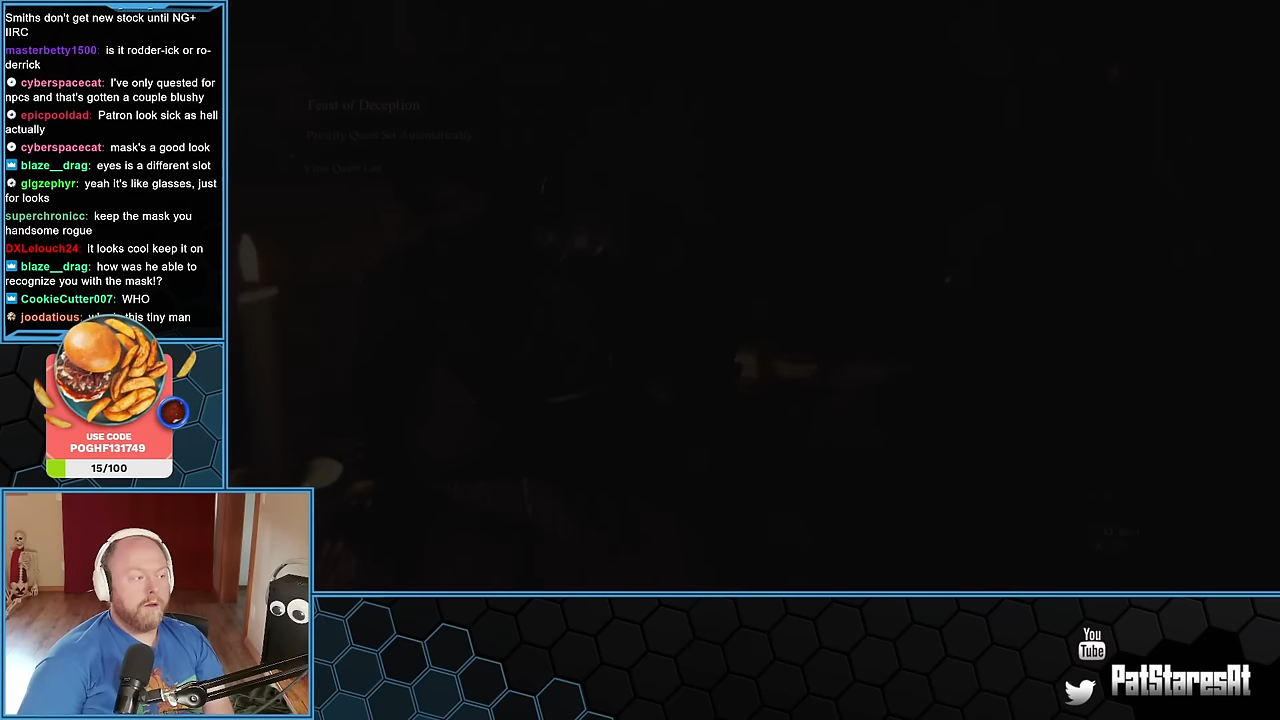 Smiths don't get new stock until NG+
IIRC
masterbetty1500: is it rodder-ick or ro-
derrick
cyberspacecat: I've only quested for
npcs and that's gotten a couple blushy
epicpooldad: Patron look sick as hell
actually
cyberspacecat: mask's a good look
blaze__drag: eyes is a different slot
glgzephyr: yeah it's like glasses, just
for looks
superchronicc: keep the mask you
handsome rogue
DXLelouch24: It looks cool keep it on
blaze__drag: how was he able to
recognize you with the mask!?
CookieCutter007: WHO
joodatious: this tiny man
Feast of Deception
Priority Quest Set Automatically
USE CODE
POGHF131749
15/100
You
Tube
PatStaresAt